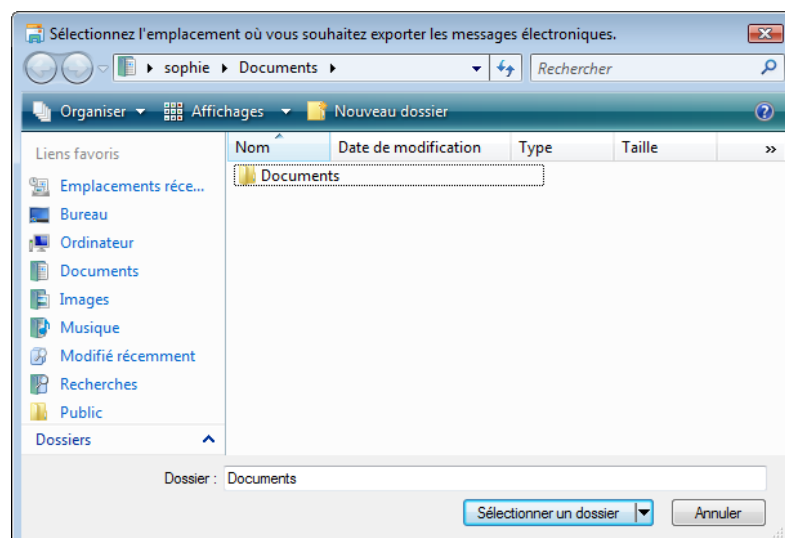 Sélectionnez l'emplacement où vous souhaitez exporter les messages électroniques.
sophie Documents Rechercher
Organiser Affichages Nouveau dossier
Liens favoris
Emplacements réce...
Bureau
Ordinateur
Documents
Images
Musique
Modifié récemment
Recherches
Public
Dossiers
Nom Date de modification Type Taille »
Documents
Dossier : Documents
Sélectionner un dossier Annuler